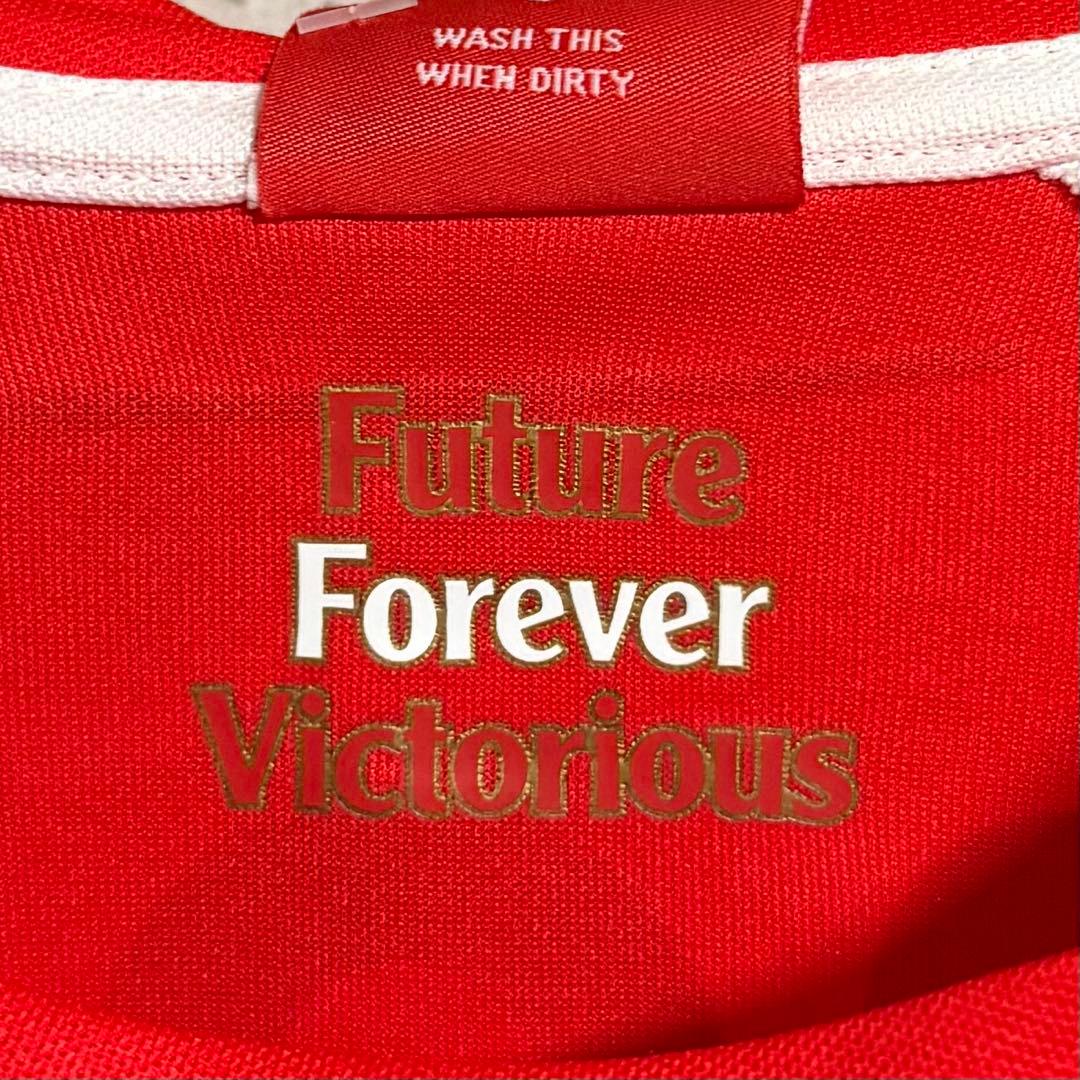 WASH THIS
WHEN DIRTY
Future
Forever
Victorious